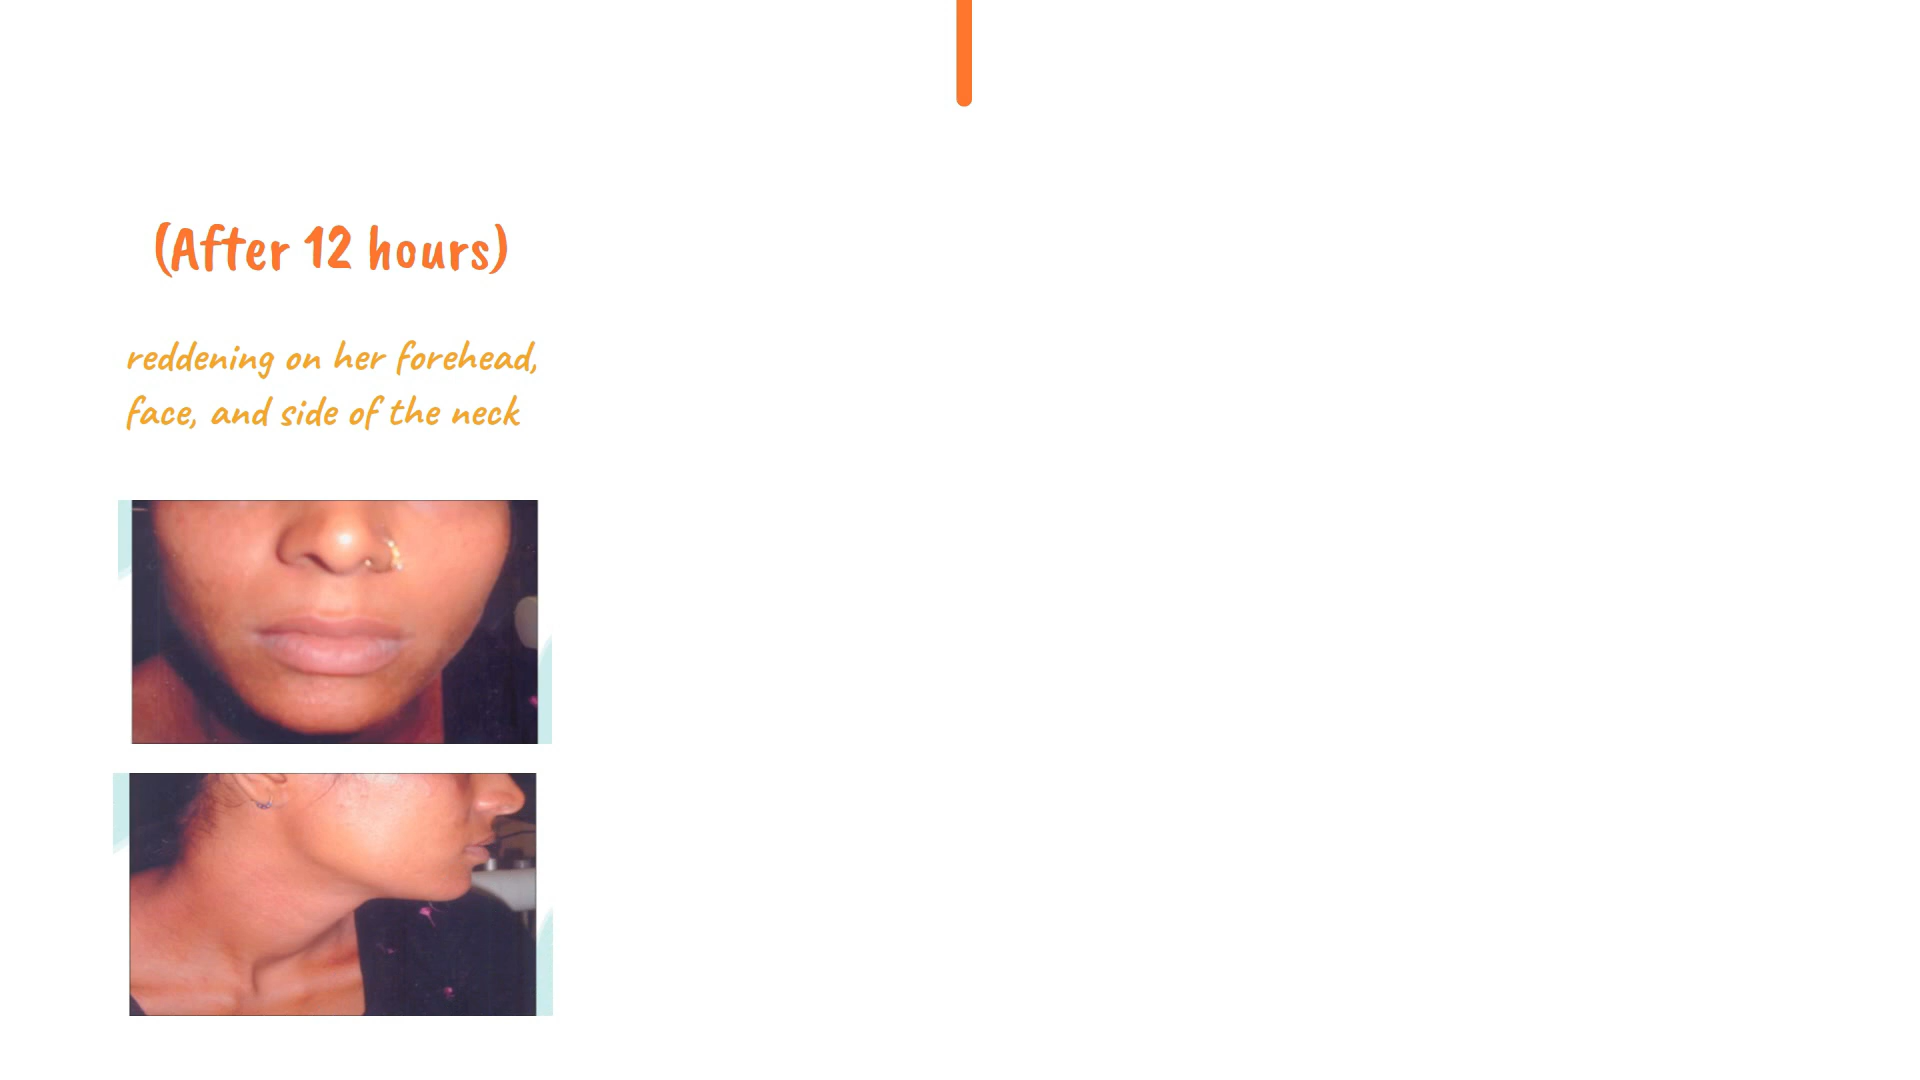 (After 12 hours)
reddening on her forehead,
face, and side of the neck